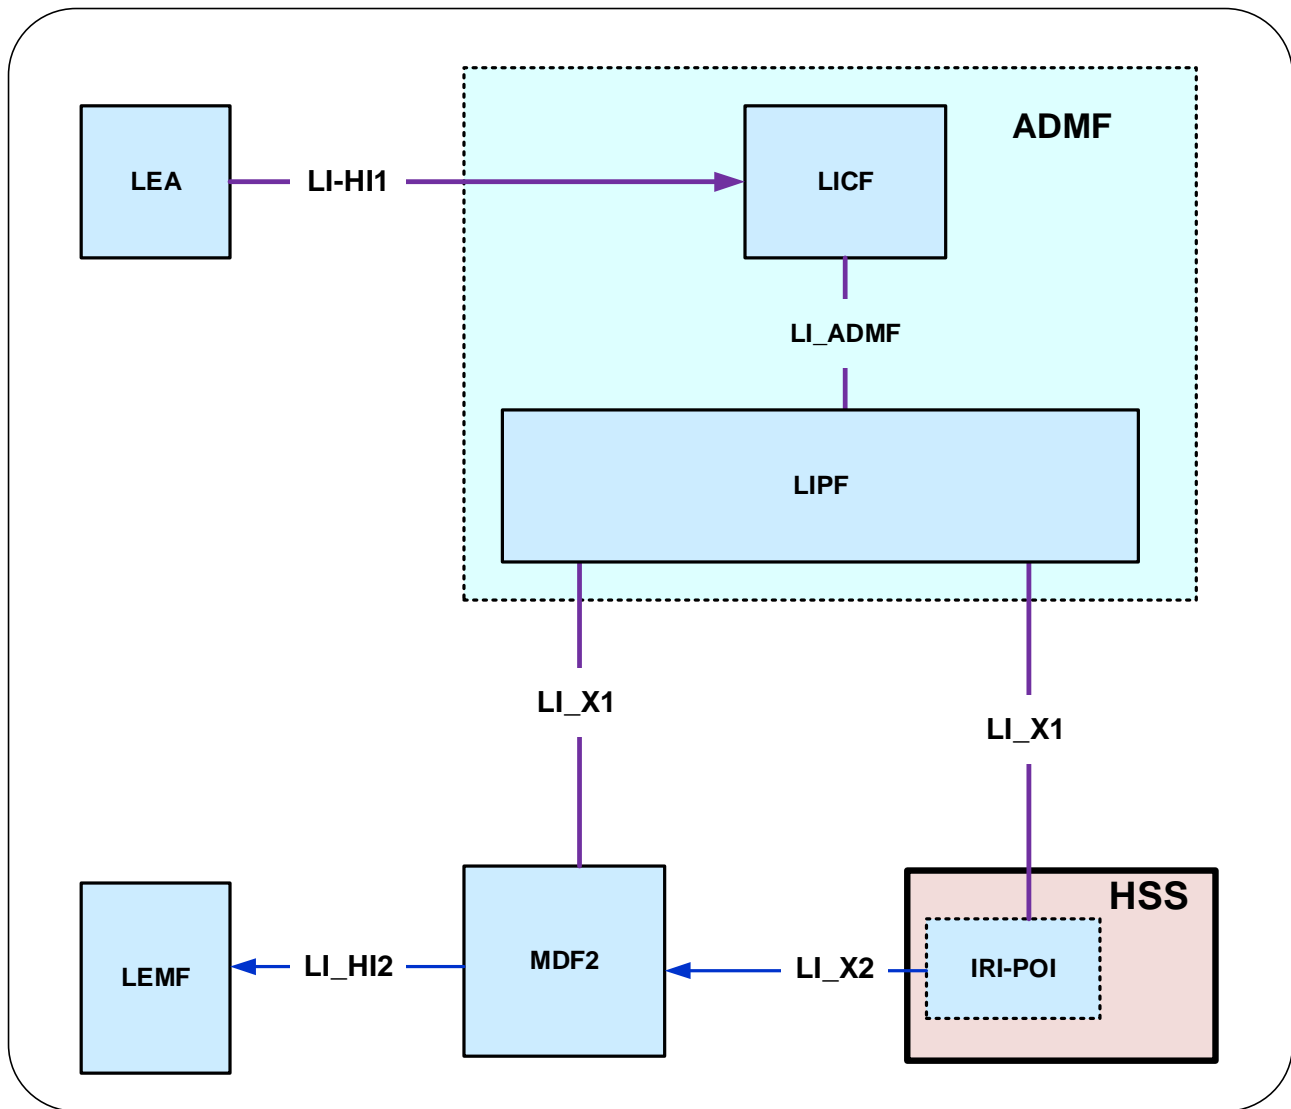 ADMF
LEA
LI-HI1
LICF
LI_ADMF
LIPF
LI_X1
LI_X1
HSS
LEMF
LI_HI2
MDF2
LI_X2
IRI-POI